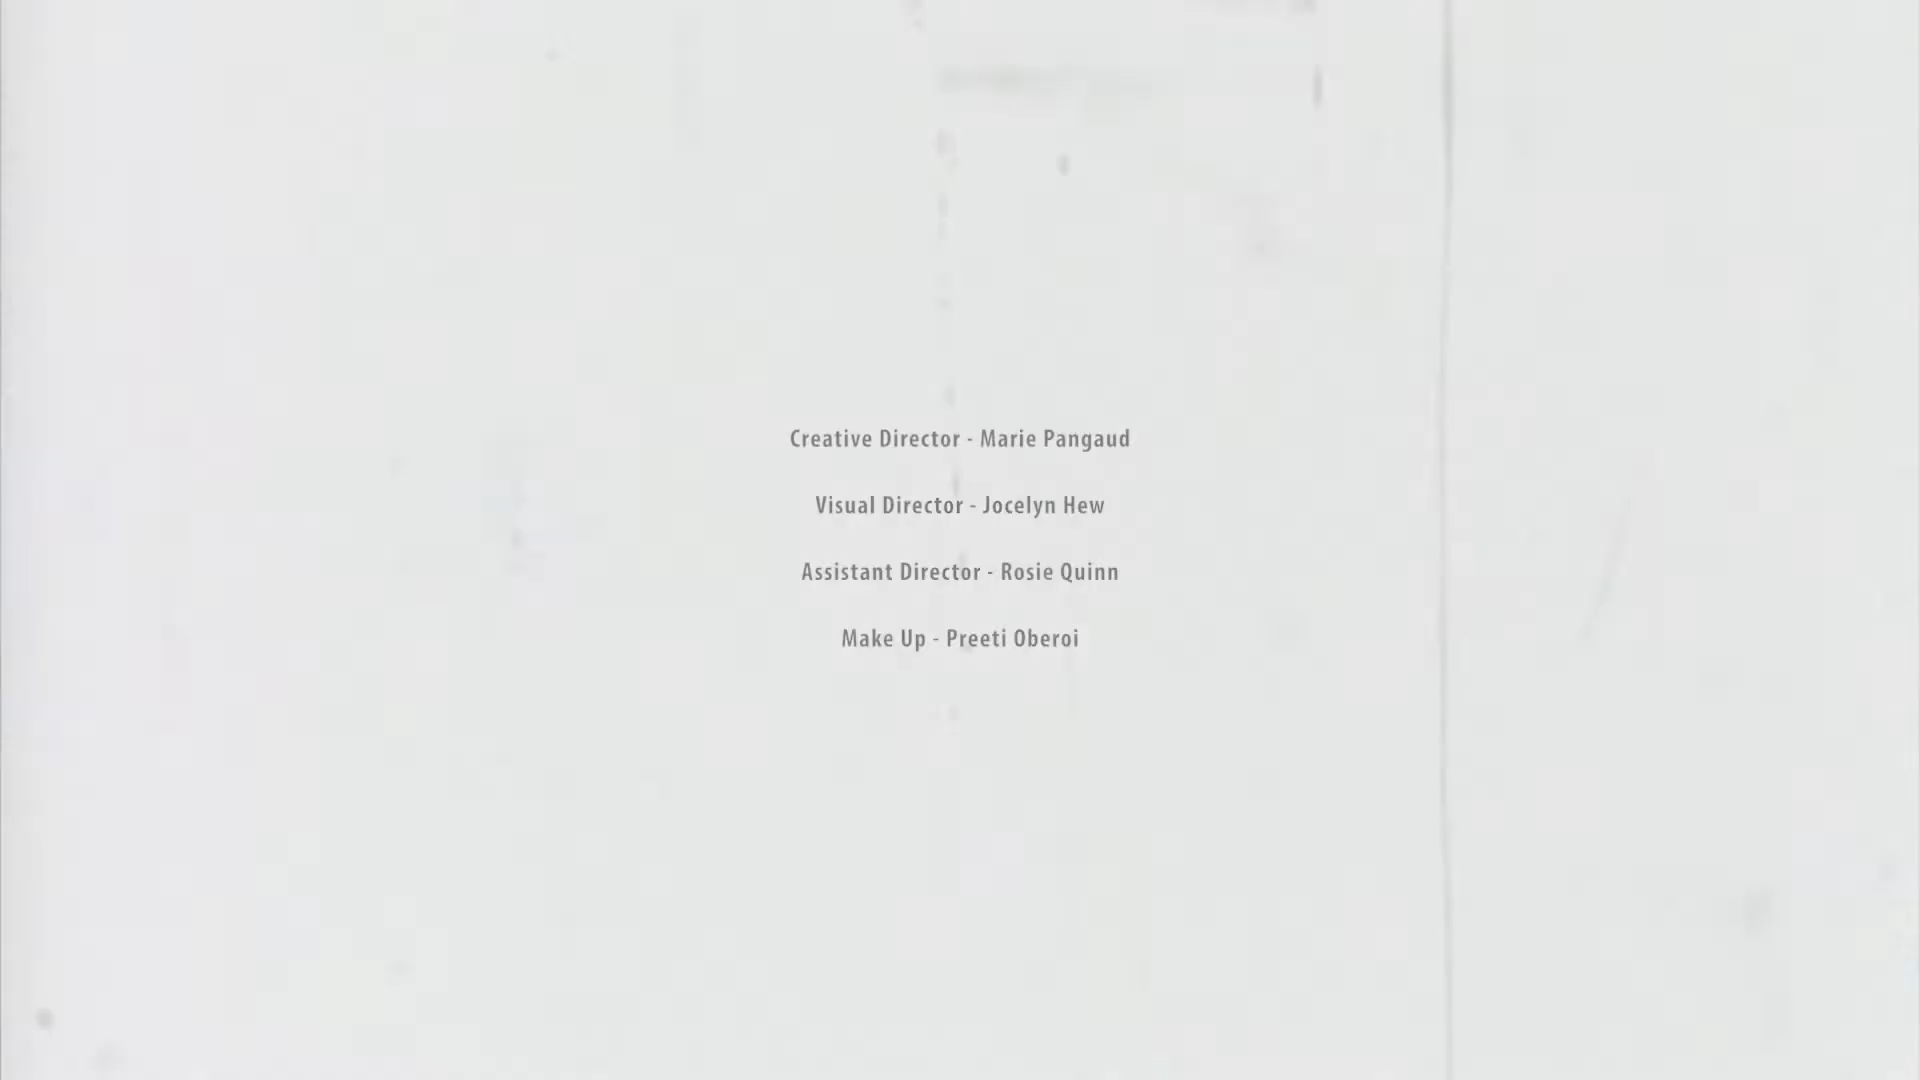 Creative Director - Marie Pangaud
Visual Director - Jocelyn Hew
Assistant Director - Rosie Quinn
Make Up - Preeti Oberoi